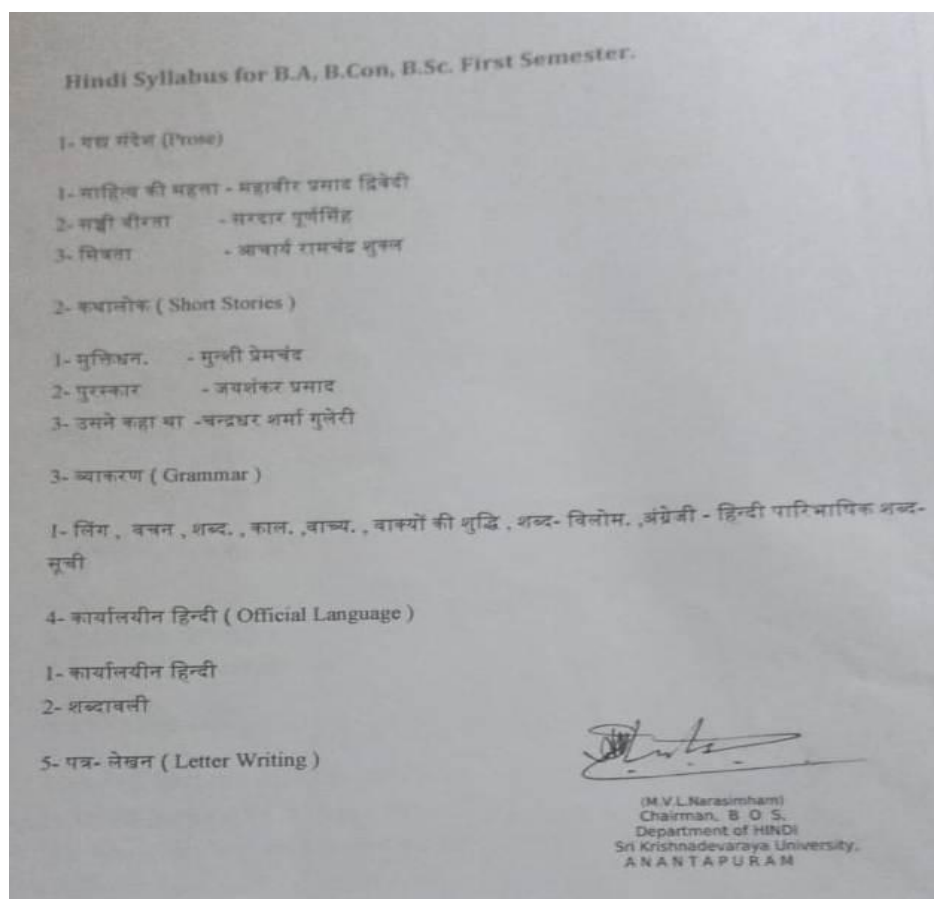 Hindi Syllabus for B.A, B.Con, B.Sc. First Semester.
1- गद्य संदेश (Prose)
1- साहित्य की महत्ता - महावीर प्रसाद द्विवेदी
2- सच्ची वीरता - सरदार पूर्णसिंह
3- मित्रता - आचार्य रामचंद्र शुक्ल
2- कथालोक ( Short Stories )
1- मुक्तिधन. - मुन्शी प्रेमचंद
2- पुरस्कार - जयशंकर प्रसाद
3- उसने कहा था -चन्द्रधर शर्मा गुलेरी
3- व्याकरण ( Grammar )
1- लिंग , वचन , शब्द. , काल. ,वाच्य. , वाक्यों की शुद्धि , शब्द- विलोम. ,अंग्रेजी - हिन्दी पारिभाषिक शब्द-
सूची
4- कार्यालयीन हिन्दी ( Official Language )
1- कार्यालयीन हिन्दी
2- शब्दावली
5- पत्र- लेखन ( Letter Writing )
(M.V.L.Narasimham)
Chairman, B O S.
Department of HINDI
Sri Krishnadevaraya University,
ANANTAPURAM